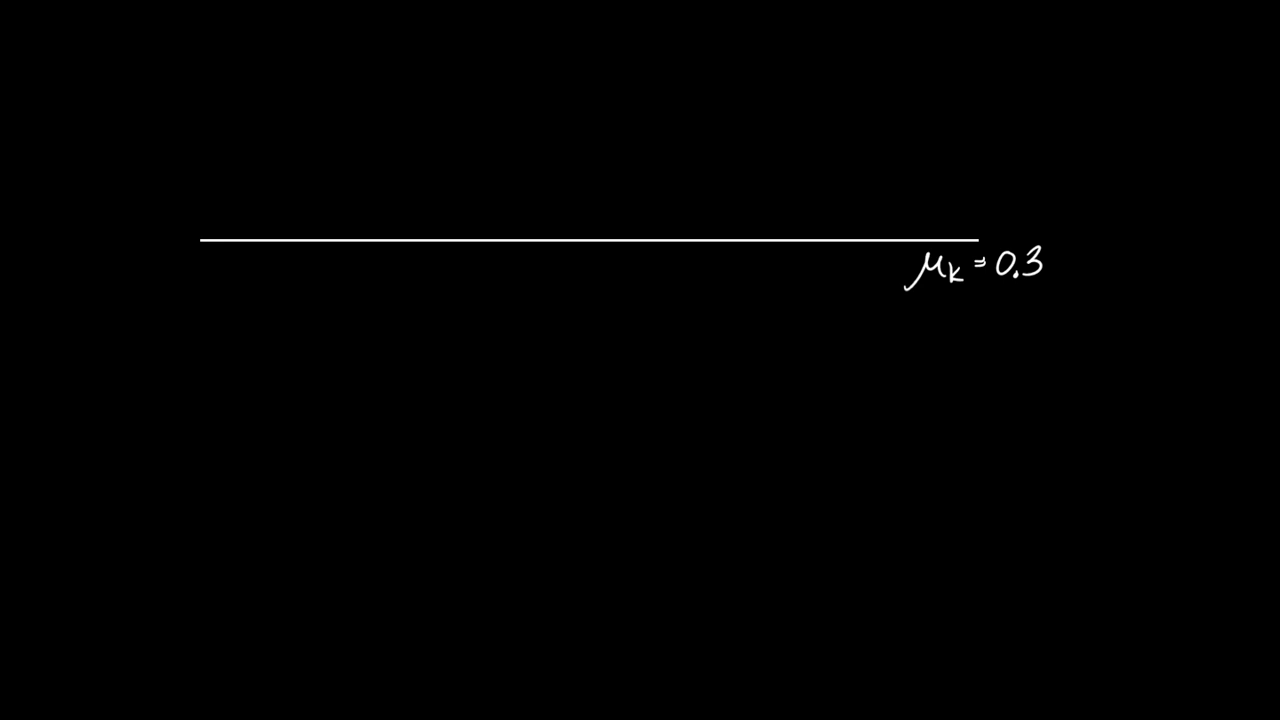 μₖ = 0.3